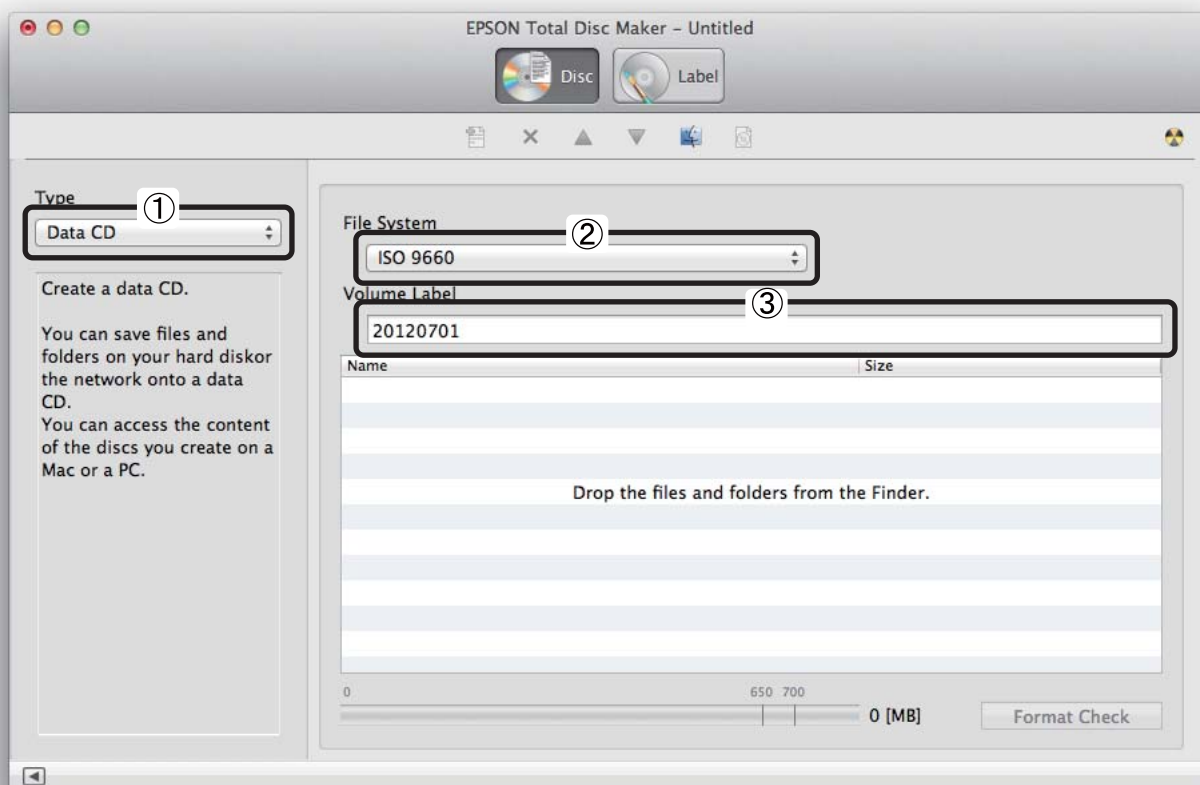 EPSON Total Disc Maker – Untitled
Disc
Label
Type
①
Data CD
Create a data CD.
You can save files and
folders on your hard diskor
the network onto a data
CD.
You can access the content
of the discs you create on a
Mac or a PC.
File System
②
ISO 9660
Volume Label
③
20120701
Name Size
Drop the files and folders from the Finder.
0 650 700
0 [MB]
Format Check